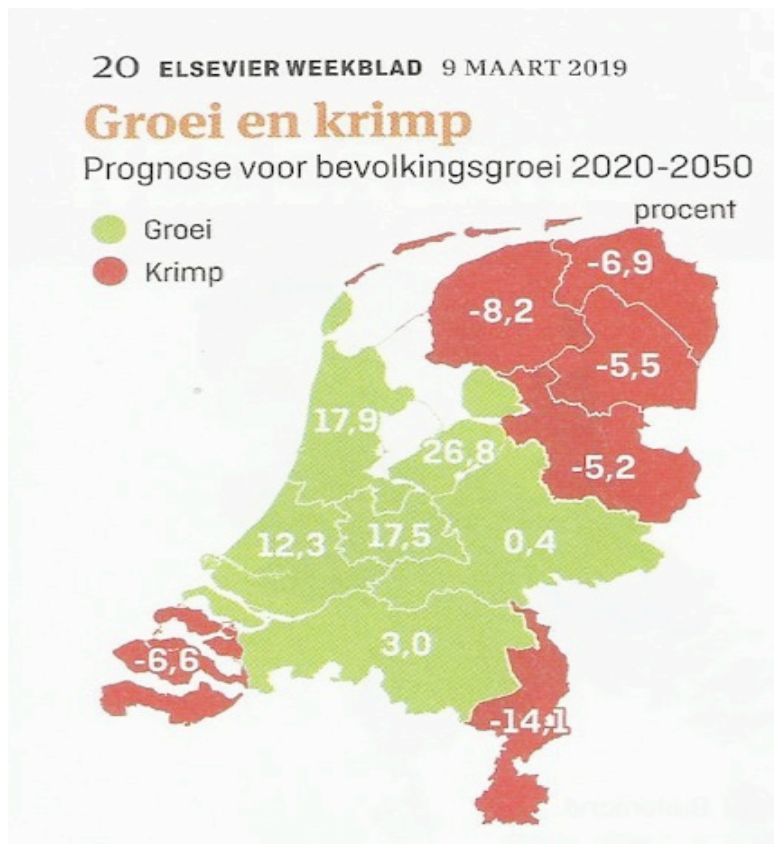 20 ELSEVIER WEEKBLAD 9 MAART 2019
Groei en krimp
Prognose voor bevolkingsgroei 2020-2050
procent
Groei
Krimp
-6,9
-8,2
-5,5
17,9
26,8
-5,2
12,3
17,5
0,4
3,0
-6,6
-14,1